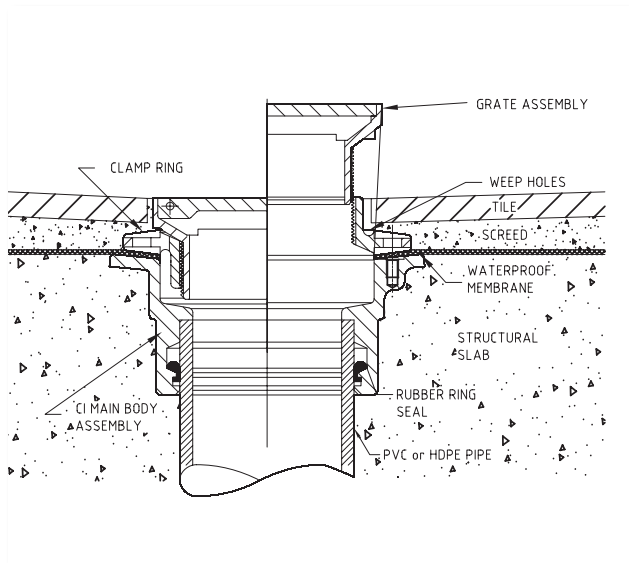 GRATE ASSEMBLY
CLAMP RING
WEEP HOLES
TILE
SCREED
WATERPROOF
MEMBRANE
STRUCTURAL
SLAB
RUBBER RING
SEAL
CI MAIN BODY
ASSEMBLY
PVC or HDPE PIPE